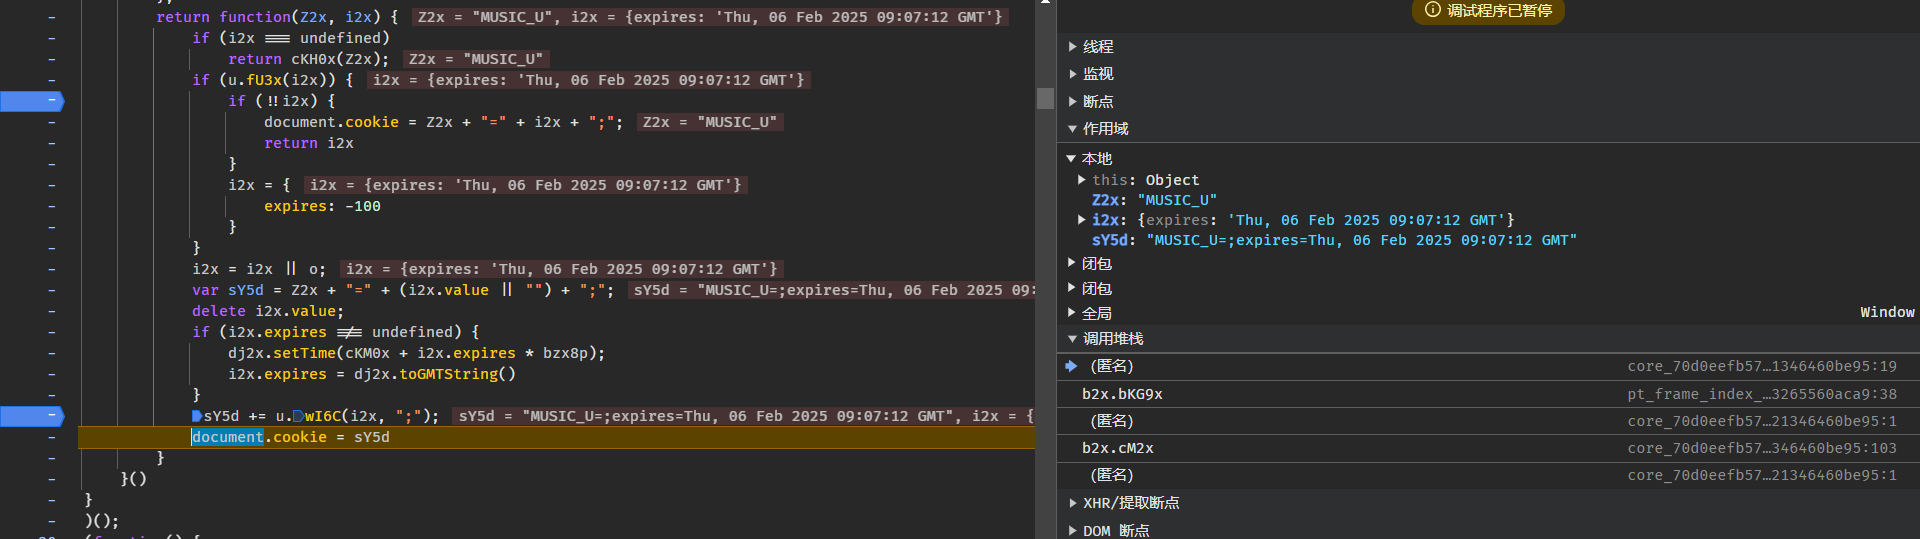 return function(Z2x, i2x) { Z2x = "MUSIC_U", i2x = {expires: 'Thu, 06 Feb 2025 09:07:12 GMT'}
if (i2x === undefined)
return cKH0x(Z2x); Z2x = "MUSIC_U"
if (u.fU3x(i2x)) { i2x = {expires: 'Thu, 06 Feb 2025 09:07:12 GMT'}
if (!!i2x) {
document.cookie = Z2x + "=" + i2x + ";"; Z2x = "MUSIC_U"
return i2x
}
i2x = { i2x = {expires: 'Thu, 06 Feb 2025 09:07:12 GMT'}
expires: -100
}
}
i2x = i2x || o; i2x = {expires: 'Thu, 06 Feb 2025 09:07:12 GMT'}
var sY5d = Z2x + "=" + (i2x.value || "") + ";"; sY5d = "MUSIC_U=;expires=Thu, 06 Feb 2025 09:
delete i2x.value;
if (i2x.expires !== undefined) {
dj2x.setTime(cKM0x + i2x.expires * bzx8p);
i2x.expires = dj2x.toGMTString()
}
sY5d += u.wI6C(i2x, ";"); sY5d = "MUSIC_U=;expires=Thu, 06 Feb 2025 09:07:12 GMT", i2x = {
document.cookie = sY5d
}
}()
}
)();
调试程序已暂停
线程
监视
断点
作用域
本地
this: Object
Z2x: "MUSIC_U"
i2x: {expires: 'Thu, 06 Feb 2025 09:07:12 GMT'}
sY5d: "MUSIC_U=;expires=Thu, 06 Feb 2025 09:07:12 GMT"
闭包
闭包
全局 Window
调用堆栈
(匿名) core_70d0eefb57…1346460be95:19
b2x.bKG9x pt_frame_index_…3265560aca9:38
(匿名) core_70d0eefb57…21346460be95:1
b2x.cM2x core_70d0eefb57…346460be95:103
(匿名) core_70d0eefb57…21346460be95:1
XHR/提取断点
DOM 断点